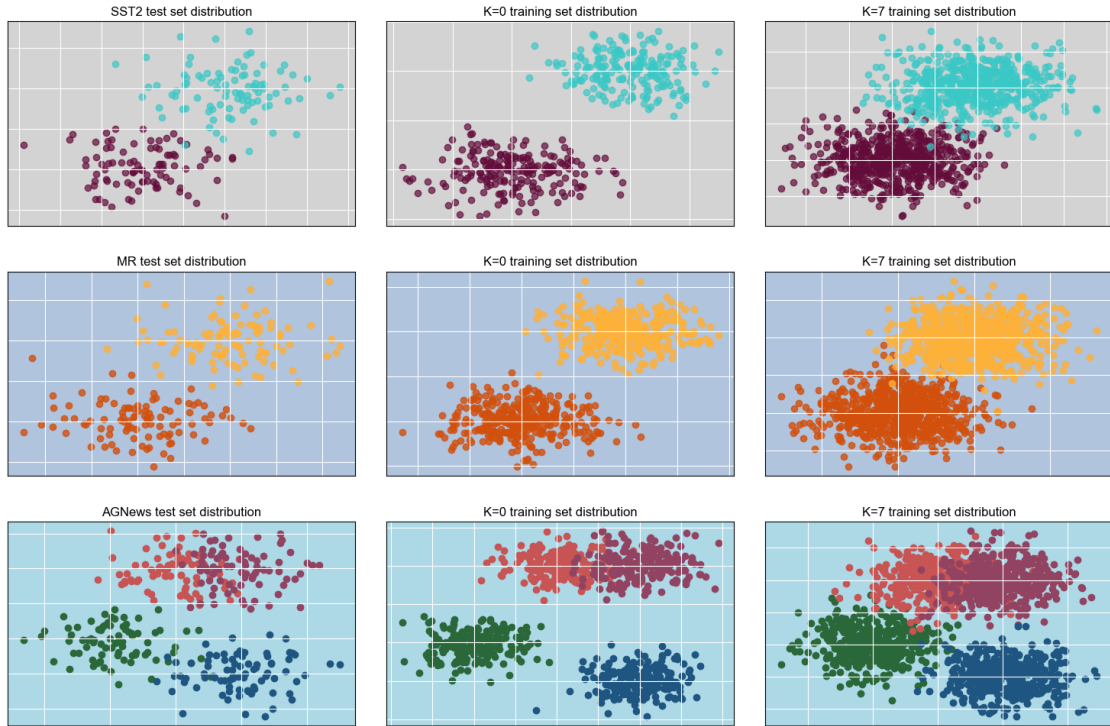 SST2 test set distribution
K=0 training set distribution
K=7 training set distribution
MR test set distribution
K=0 training set distribution
K=7 training set distribution
AGNews test set distribution
K=0 training set distribution
K=7 training set distribution